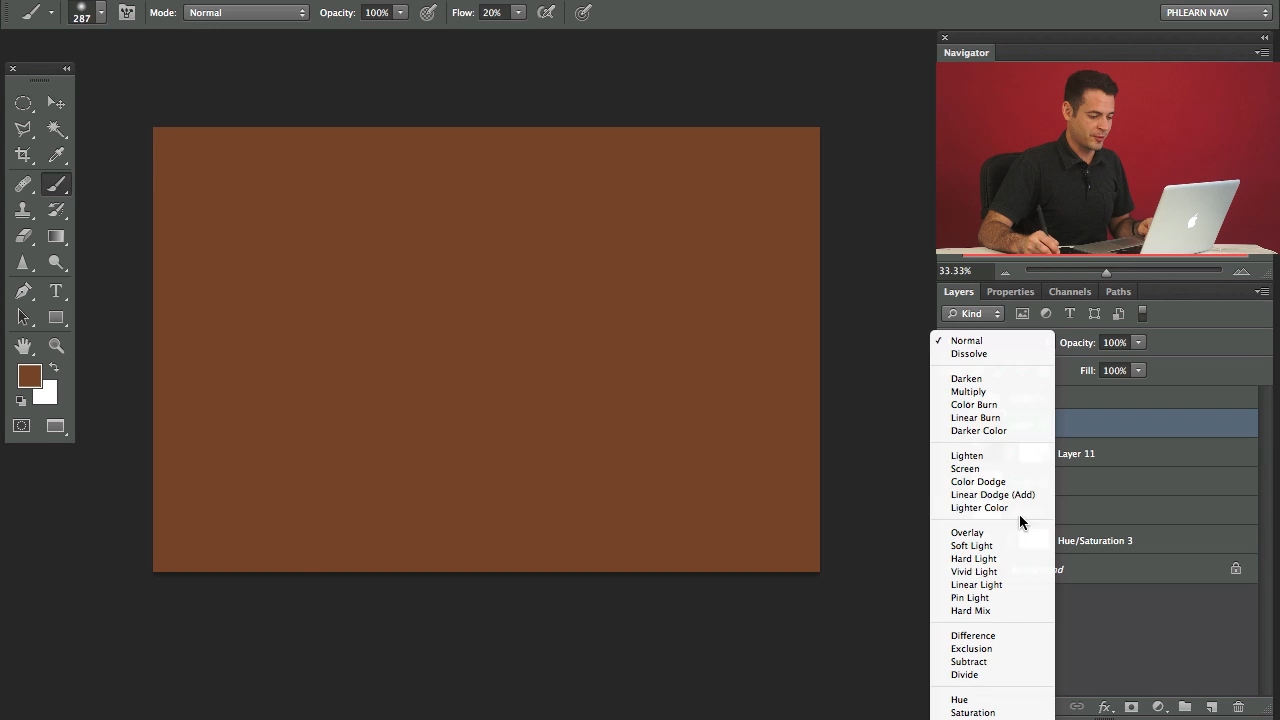 287
Mode: Normal
Opacity: 100%
Flow: 20%
PHLEARN NAV
Navigator
33.33%
Layers Properties Channels Paths
Kind
Opacity: 100%
Fill: 100%
✓ Normal
Dissolve
Darken
Multiply
Color Burn
Linear Burn
Darker Color
Lighten
Screen
Color Dodge
Linear Dodge (Add)
Lighter Color
Overlay
Soft Light
Hard Light
Vivid Light
Linear Light
Pin Light
Hard Mix
Difference
Exclusion
Subtract
Divide
Hue
Saturation
Layer 11
Hue/Saturation 3